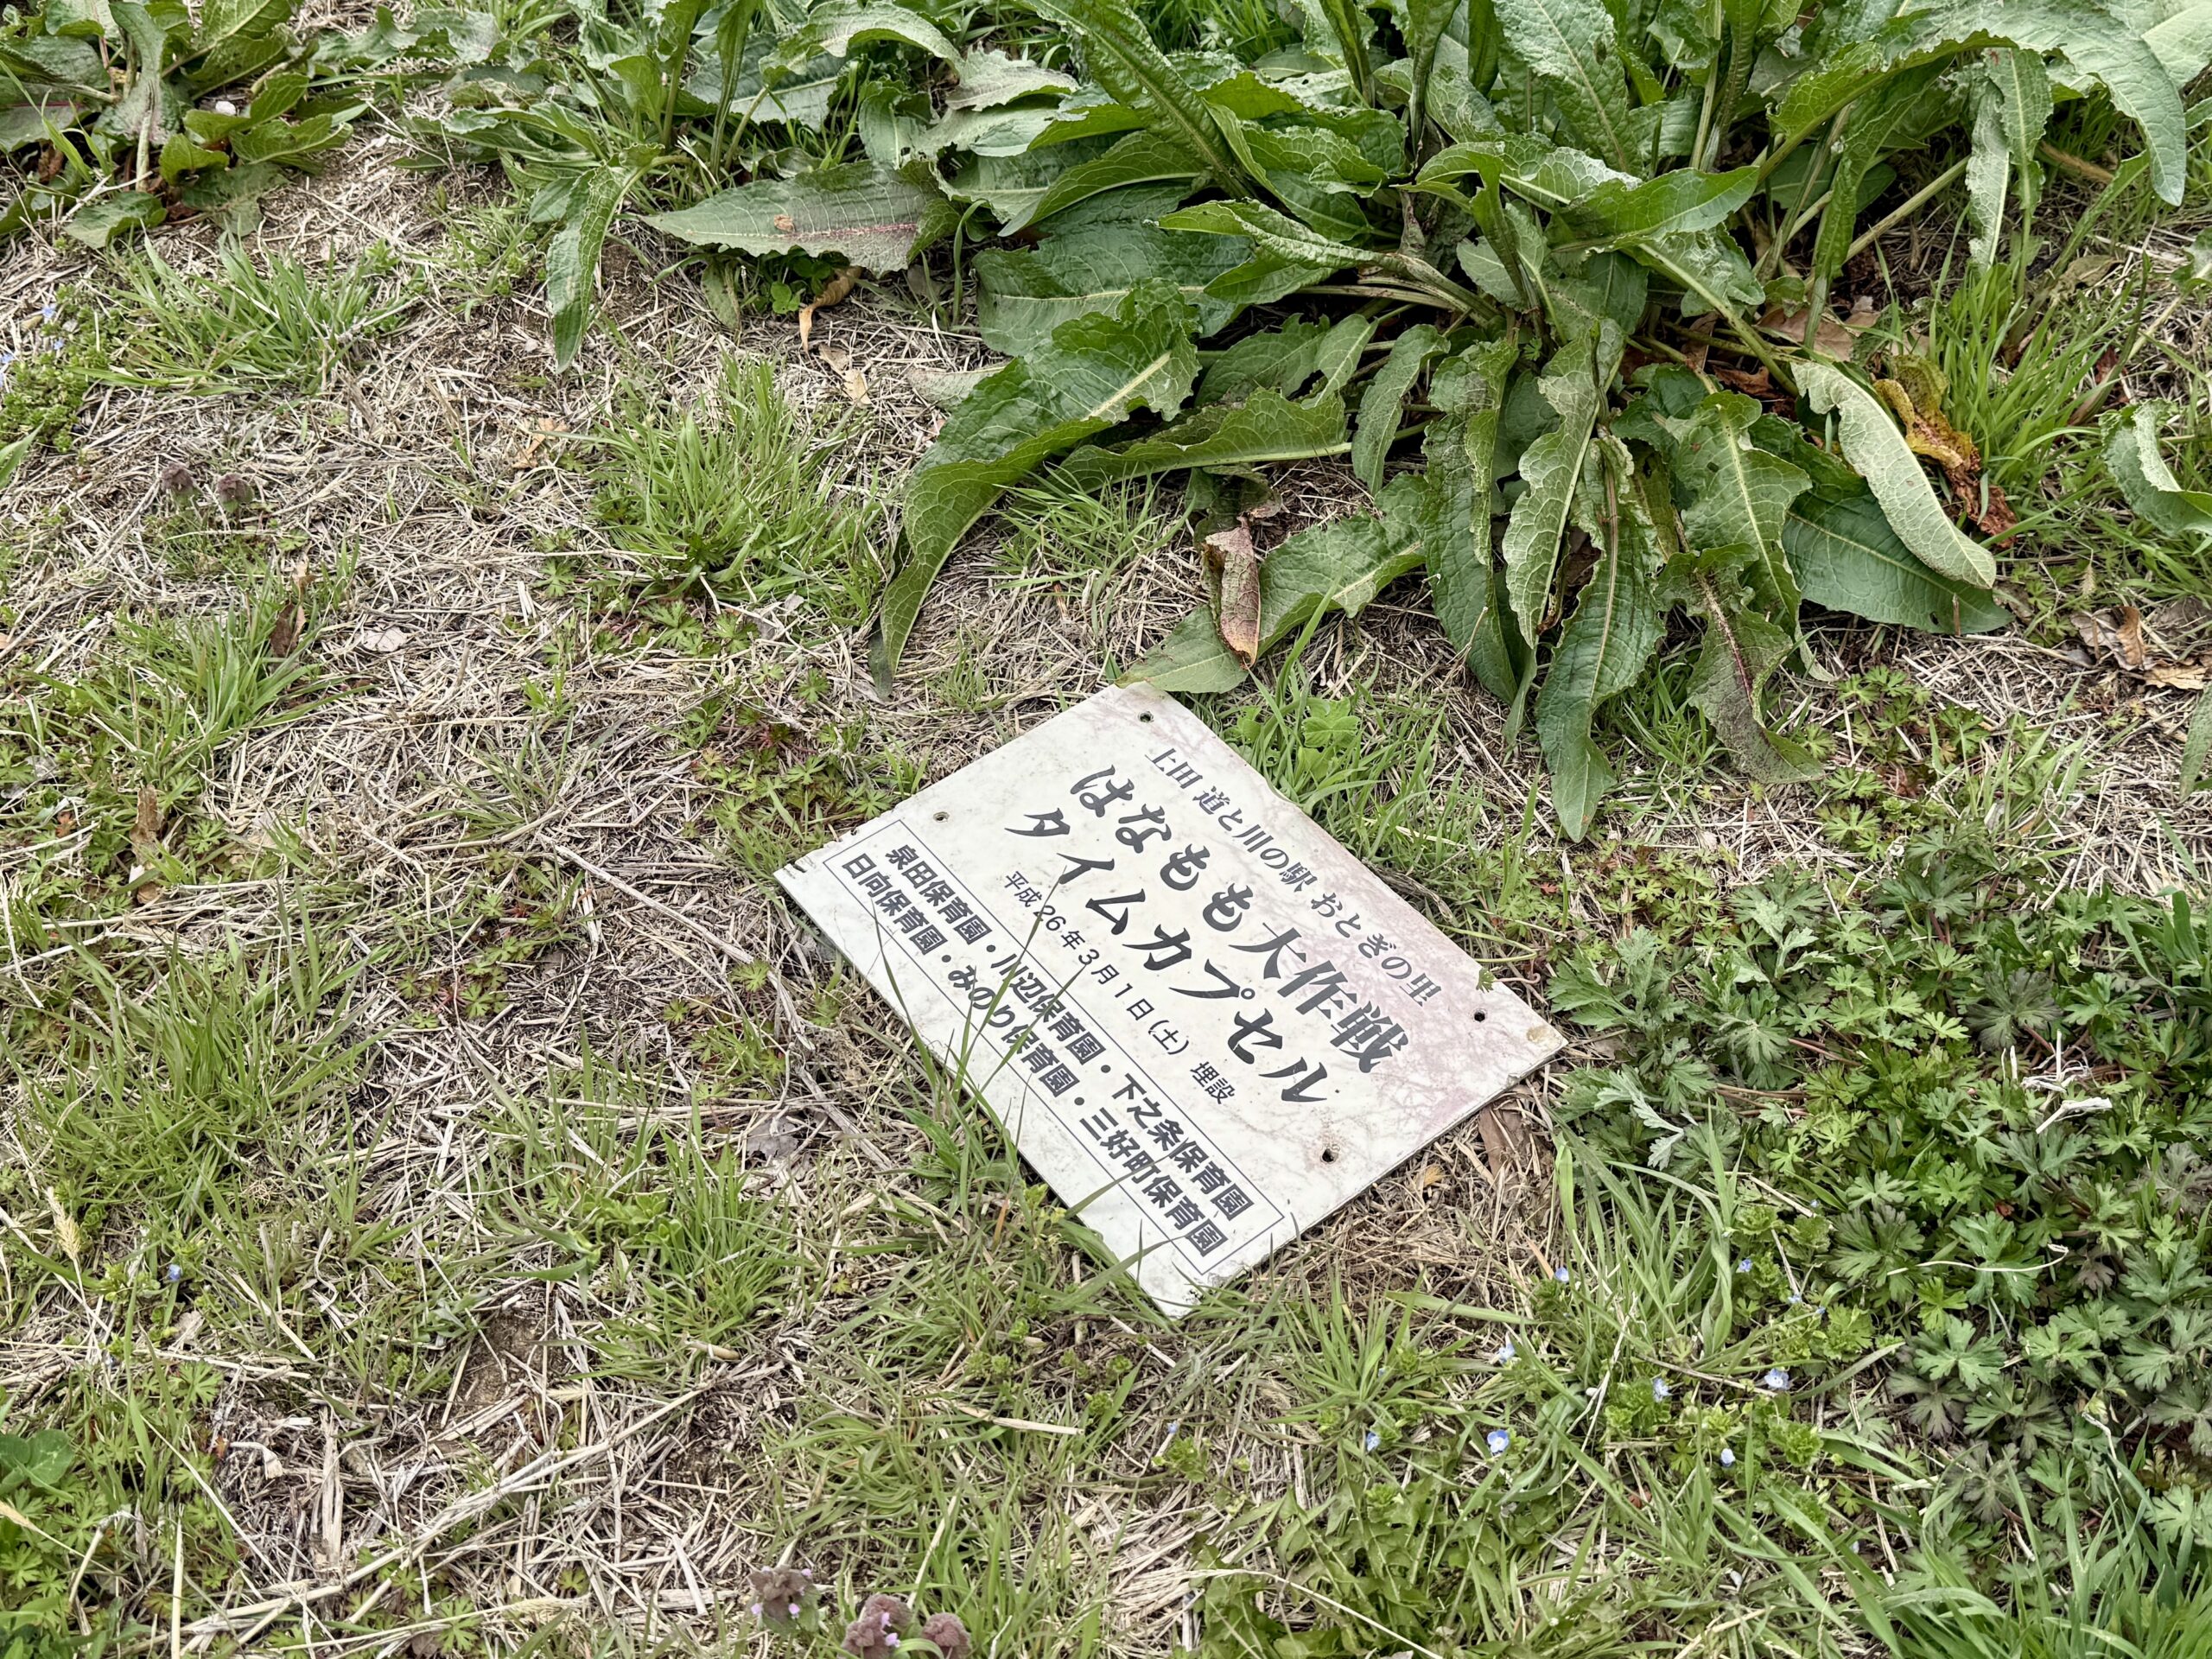 上田 道と川の駅 おとぎの里
はなもも大作戦
タイムカプセル
平成26年3月1日(土) 埋設
泉田保育園・川辺保育園・下之条保育園
日向保育園・みのり保育園・三好町保育園